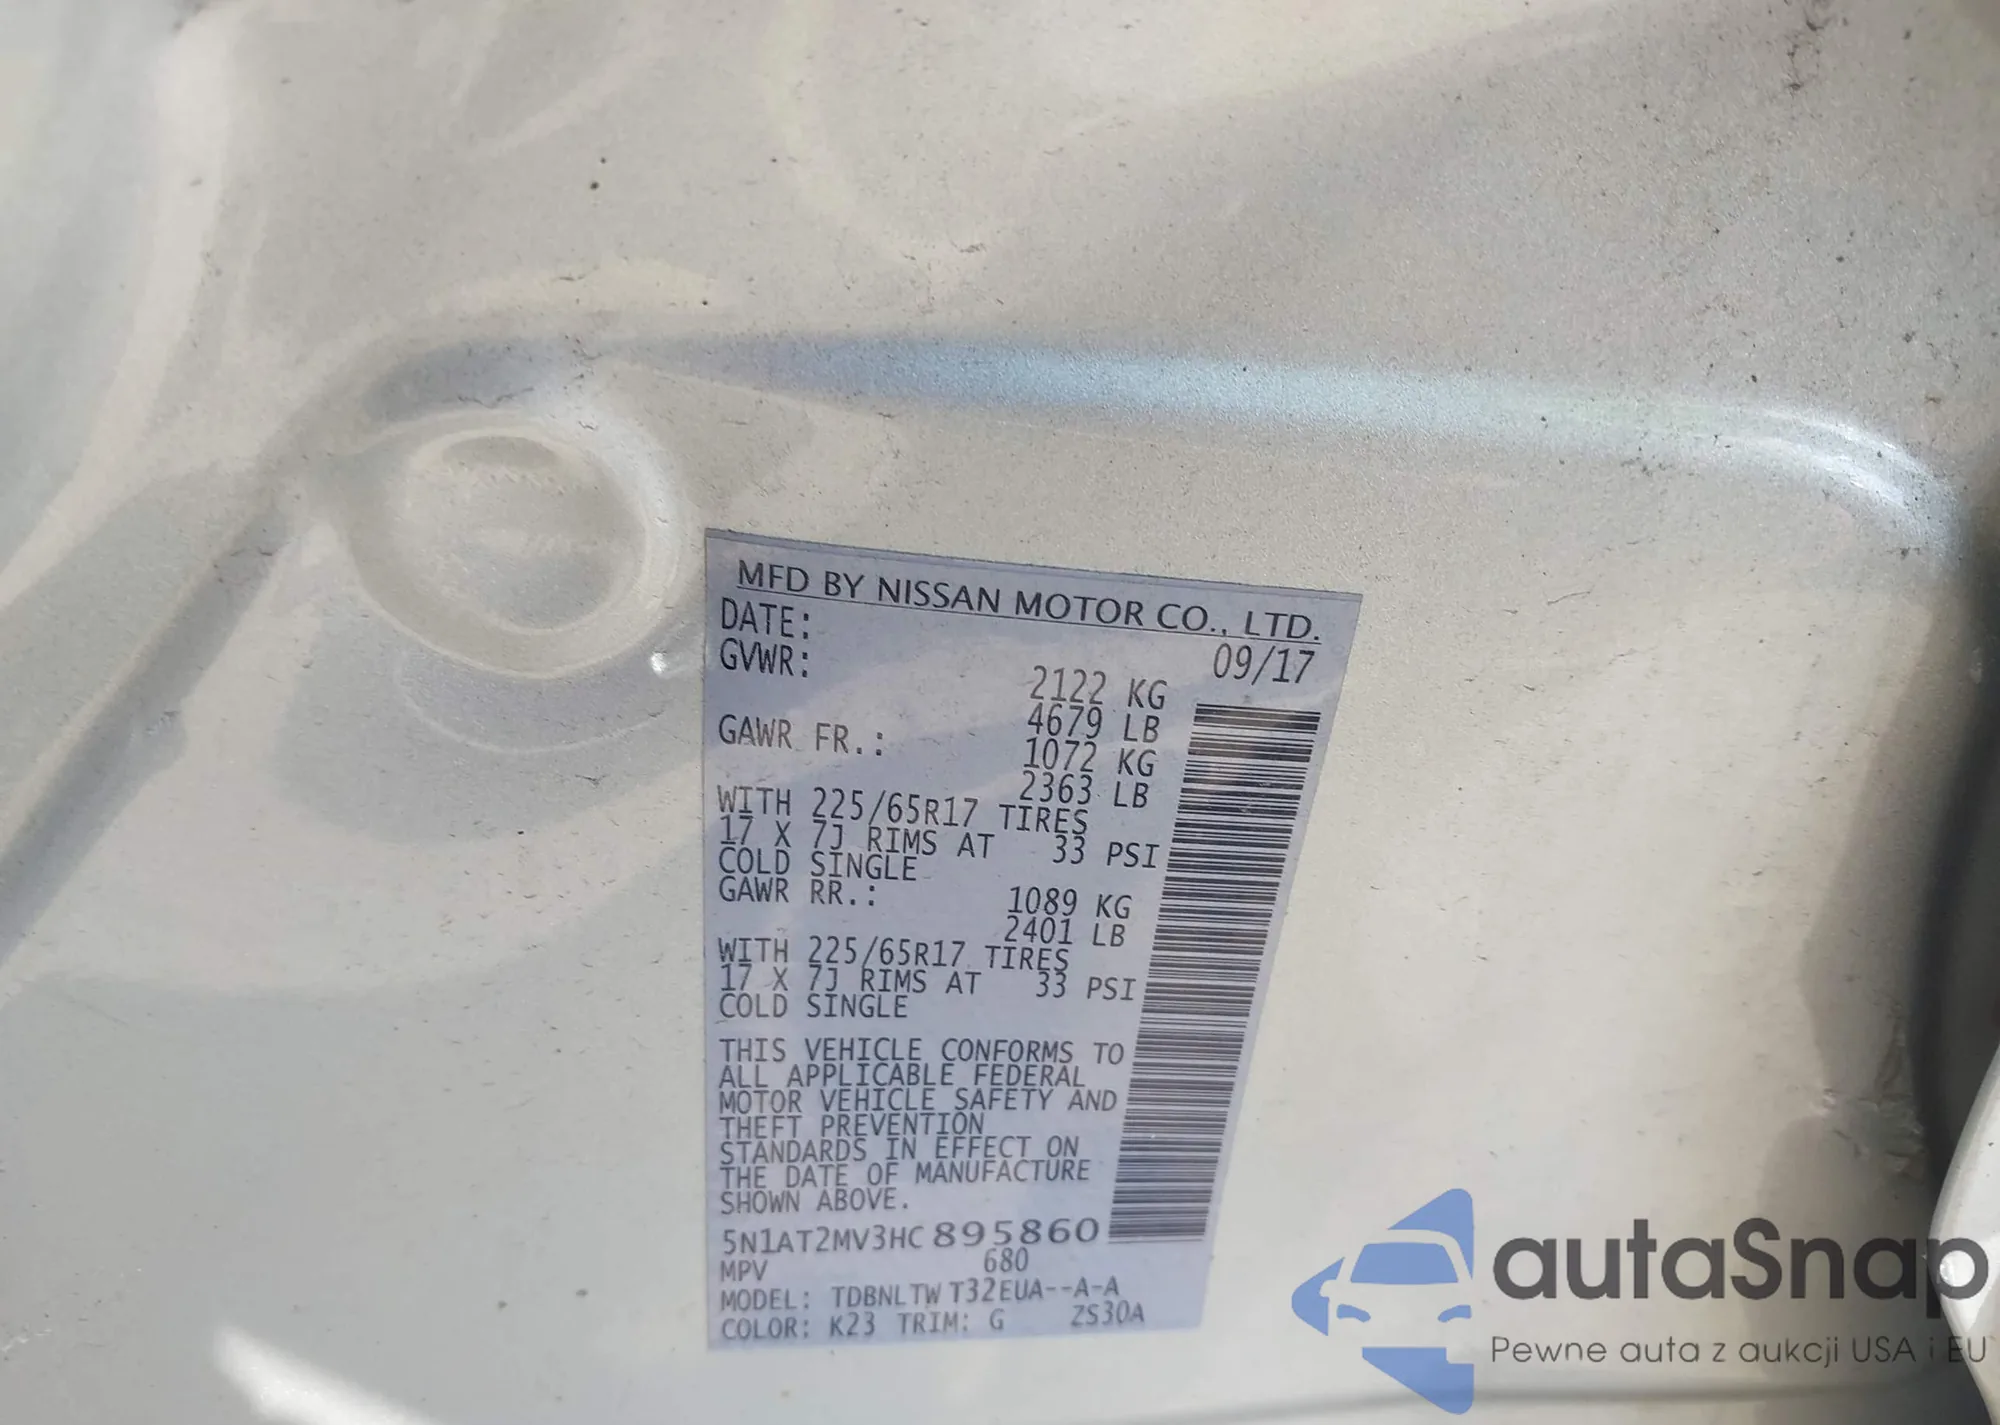 MFD BY NISSAN MOTOR CO., LTD.
DATE: 09/17
GVWR: 2122 KG
4679 LB
GAWR FR.: 1072 KG
2363 LB
WITH 225/65R17 TIRES
17 X 7J RIMS AT 33 PSI
COLD SINGLE
GAWR RR.: 1089 KG
2401 LB
WITH 225/65R17 TIRES
17 X 7J RIMS AT 33 PSI
COLD SINGLE
THIS VEHICLE CONFORMS TO
ALL APPLICABLE FEDERAL
MOTOR VEHICLE SAFETY AND
THEFT PREVENTION
STANDARDS IN EFFECT ON
THE DATE OF MANUFACTURE
SHOWN ABOVE.
5N1AT2MV3HC895860
MPV 680
MODEL: TDBNLTW T32EUA--A-A
COLOR: K23 TRIM: G ZS30A
autaSnap
Pewne auta z aukcji USA i EU